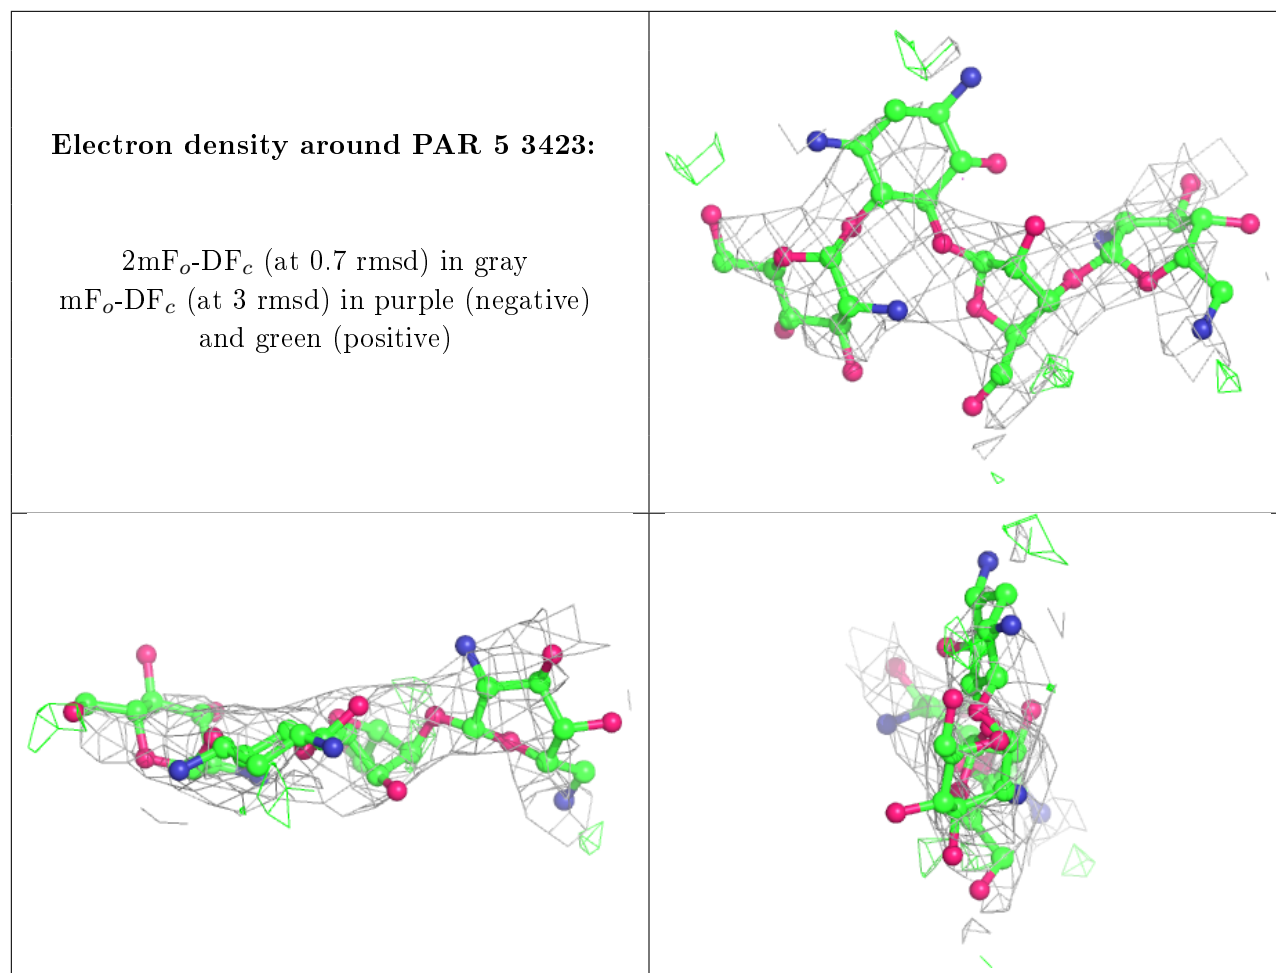 Electron density around PAR 5 3423:
2mFo-DFc (at 0.7 rmsd) in gray
mFo-DFc (at 3 rmsd) in purple (negative)
and green (positive)